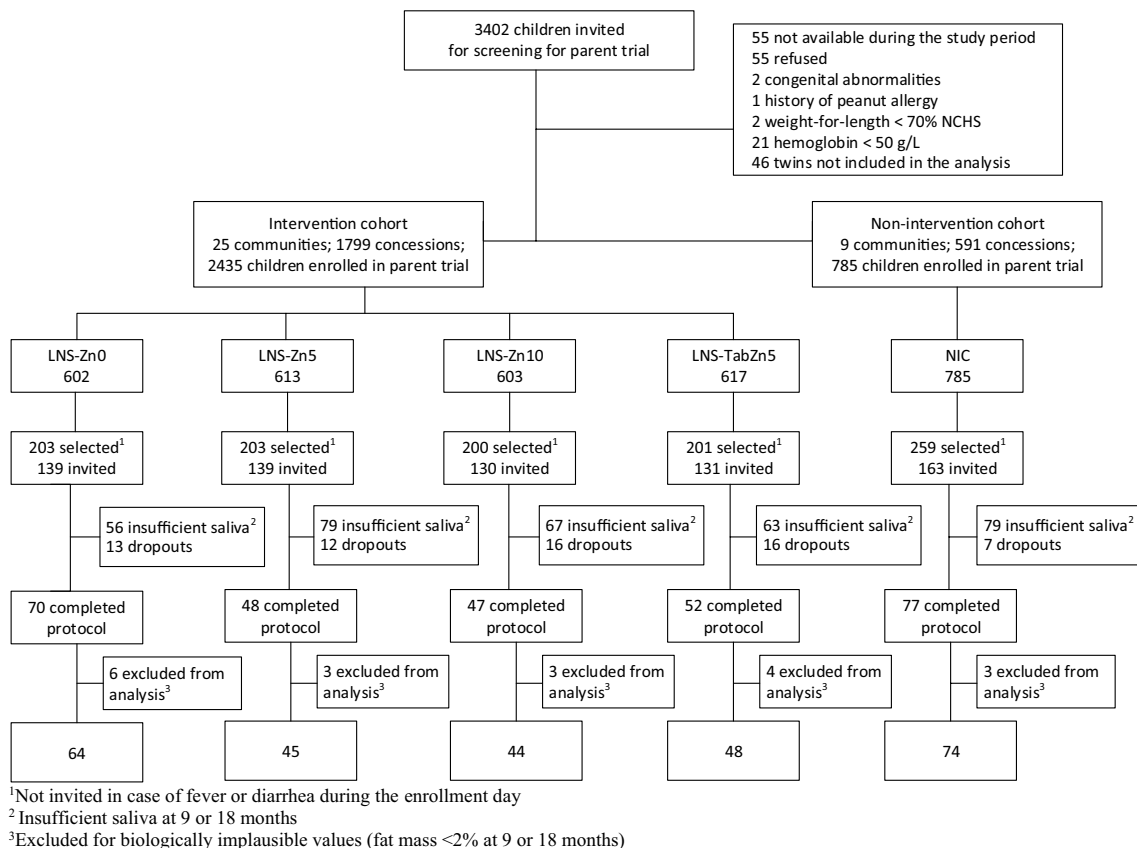 3402 children invited
for screening for parent trial
55 not available during the study period
55 refused
2 congenital abnormalities
1 history of peanut allergy
2 weight-for-length < 70% NCHS
21 hemoglobin < 50 g/L
46 twins not included in the analysis
Intervention cohort
25 communities; 1799 concessions;
2435 children enrolled in parent trial
Non-intervention cohort
9 communities; 591 concessions;
785 children enrolled in parent trial
LNS-Zn0
602
LNS-Zn5
613
LNS-Zn10
603
LNS-TabZn5
617
NIC
785
203 selected¹
139 invited
203 selected¹
139 invited
200 selected¹
130 invited
201 selected¹
131 invited
259 selected¹
163 invited
56 insufficient saliva²
13 dropouts
79 insufficient saliva²
12 dropouts
67 insufficient saliva²
16 dropouts
63 insufficient saliva²
16 dropouts
79 insufficient saliva²
7 dropouts
70 completed
protocol
48 completed
protocol
47 completed
protocol
52 completed
protocol
77 completed
protocol
6 excluded from
analysis³
3 excluded from
analysis³
3 excluded from
analysis³
4 excluded from
analysis³
3 excluded from
analysis³
64
45
44
48
74
¹Not invited in case of fever or diarrhea during the enrollment day
² Insufficient saliva at 9 or 18 months
³Excluded for biologically implausible values (fat mass <2% at 9 or 18 months)